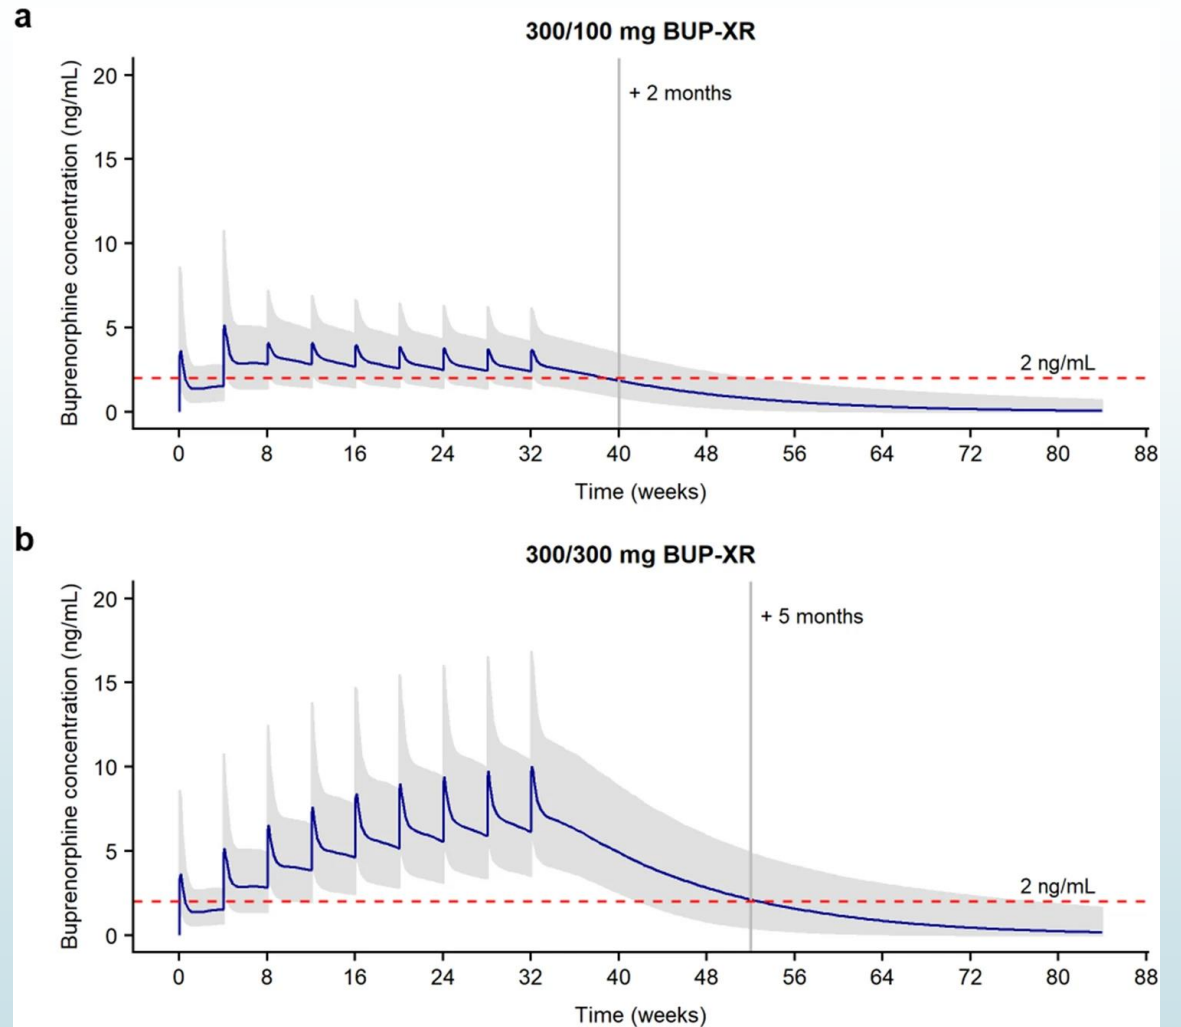 a
300/100 mg BUP-XR
Buprenorphine concentration (ng/mL)
20
15
10
5
0
+ 2 months
2 ng/mL
0 8 16 24 32 40 48 56 64 72 80 88
Time (weeks)
b
300/300 mg BUP-XR
Buprenorphine concentration (ng/mL)
20
15
10
5
0
+ 5 months
2 ng/mL
0 8 16 24 32 40 48 56 64 72 80 88
Time (weeks)